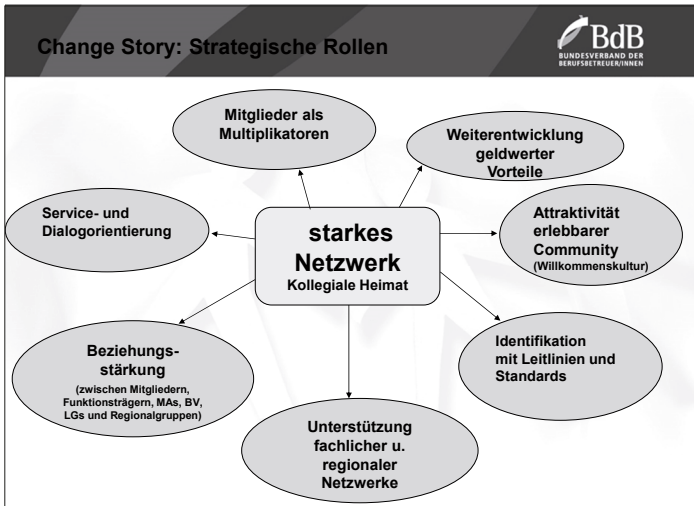 Change Story: Strategische Rollen
BdB
BUNDESVERBAND DER
BERUFSBETREUER/INNEN
Mitglieder als
Multiplikatoren
Weiterentwicklung
geldwerter
Vorteile
Service- und
Dialogorientierung
starkes
Netzwerk
Kollegiale Heimat
Attraktivität
erlebbarer
Community
(Willkommenskultur)
Beziehungs-
stärkung
(zwischen Mitgliedern,
Funktionsträgern, MAs, BV,
LGs und Regionalgruppen)
Identifikation
mit Leitlinien und
Standards
Unterstützung
fachlicher u.
regionaler
Netzwerke